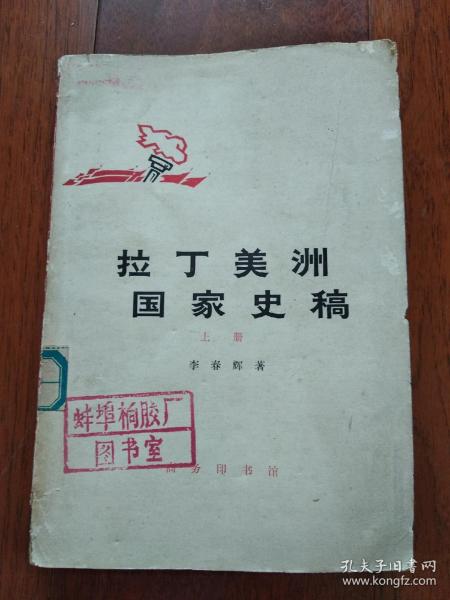 拉丁美洲
国家史稿
上册
李春辉著
蚌埠橡胶厂
图书室
商务印书馆
孔夫子旧书网
www.kongfz.com